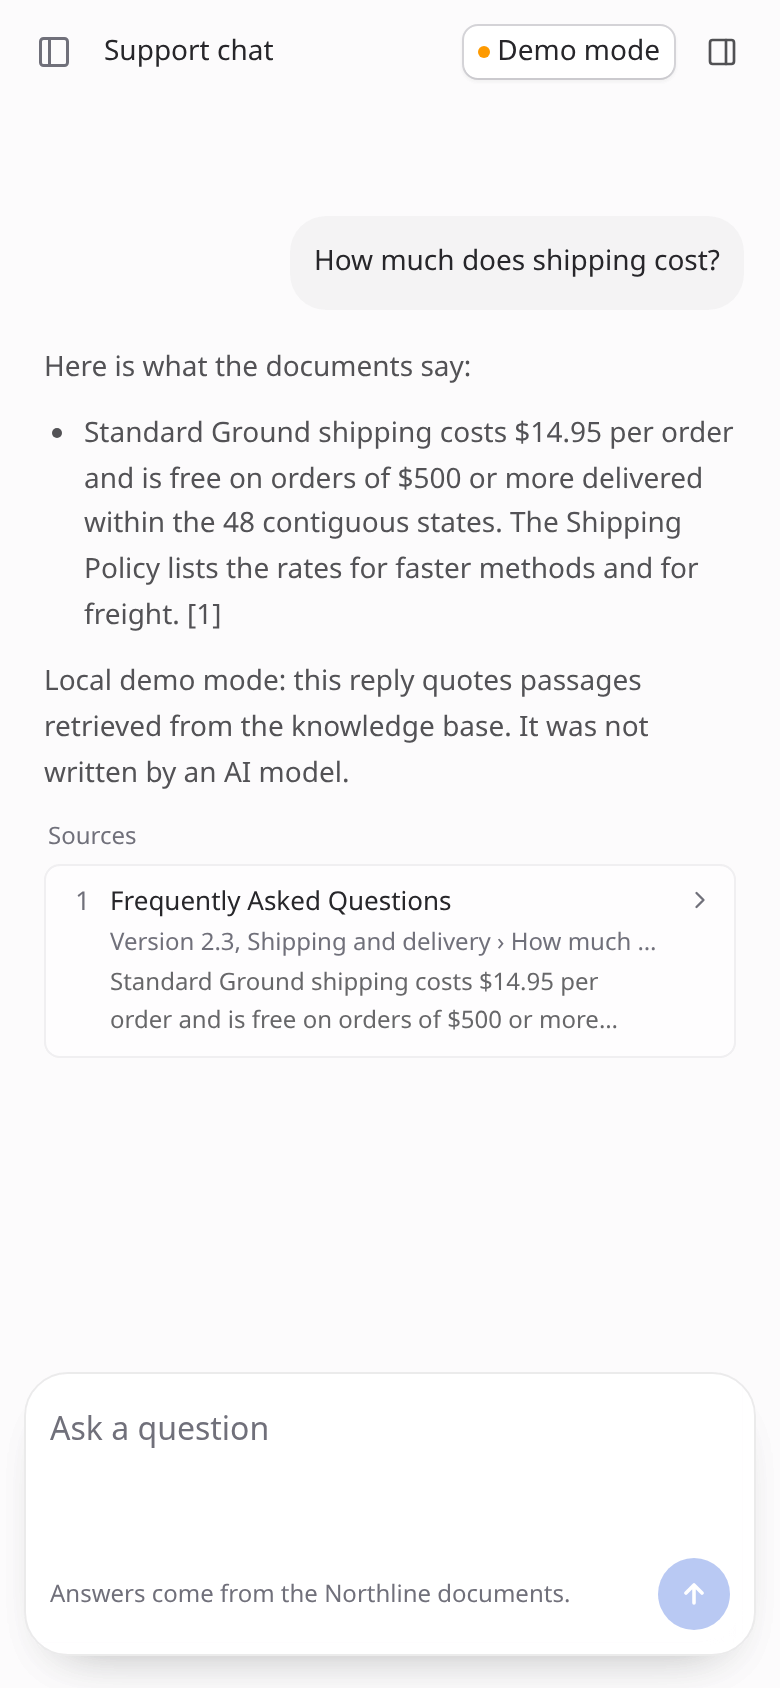 Support chat
Demo mode
How much does shipping cost?
Here is what the documents say:
• Standard Ground shipping costs $14.95 per order
and is free on orders of $500 or more delivered
within the 48 contiguous states. The Shipping
Policy lists the rates for faster methods and for
freight. [1]
Local demo mode: this reply quotes passages
retrieved from the knowledge base. It was not
written by an AI model.
Sources
1 Frequently Asked Questions
Version 2.3, Shipping and delivery › How much ...
Standard Ground shipping costs $14.95 per
order and is free on orders of $500 or more...
Ask a question
Answers come from the Northline documents.